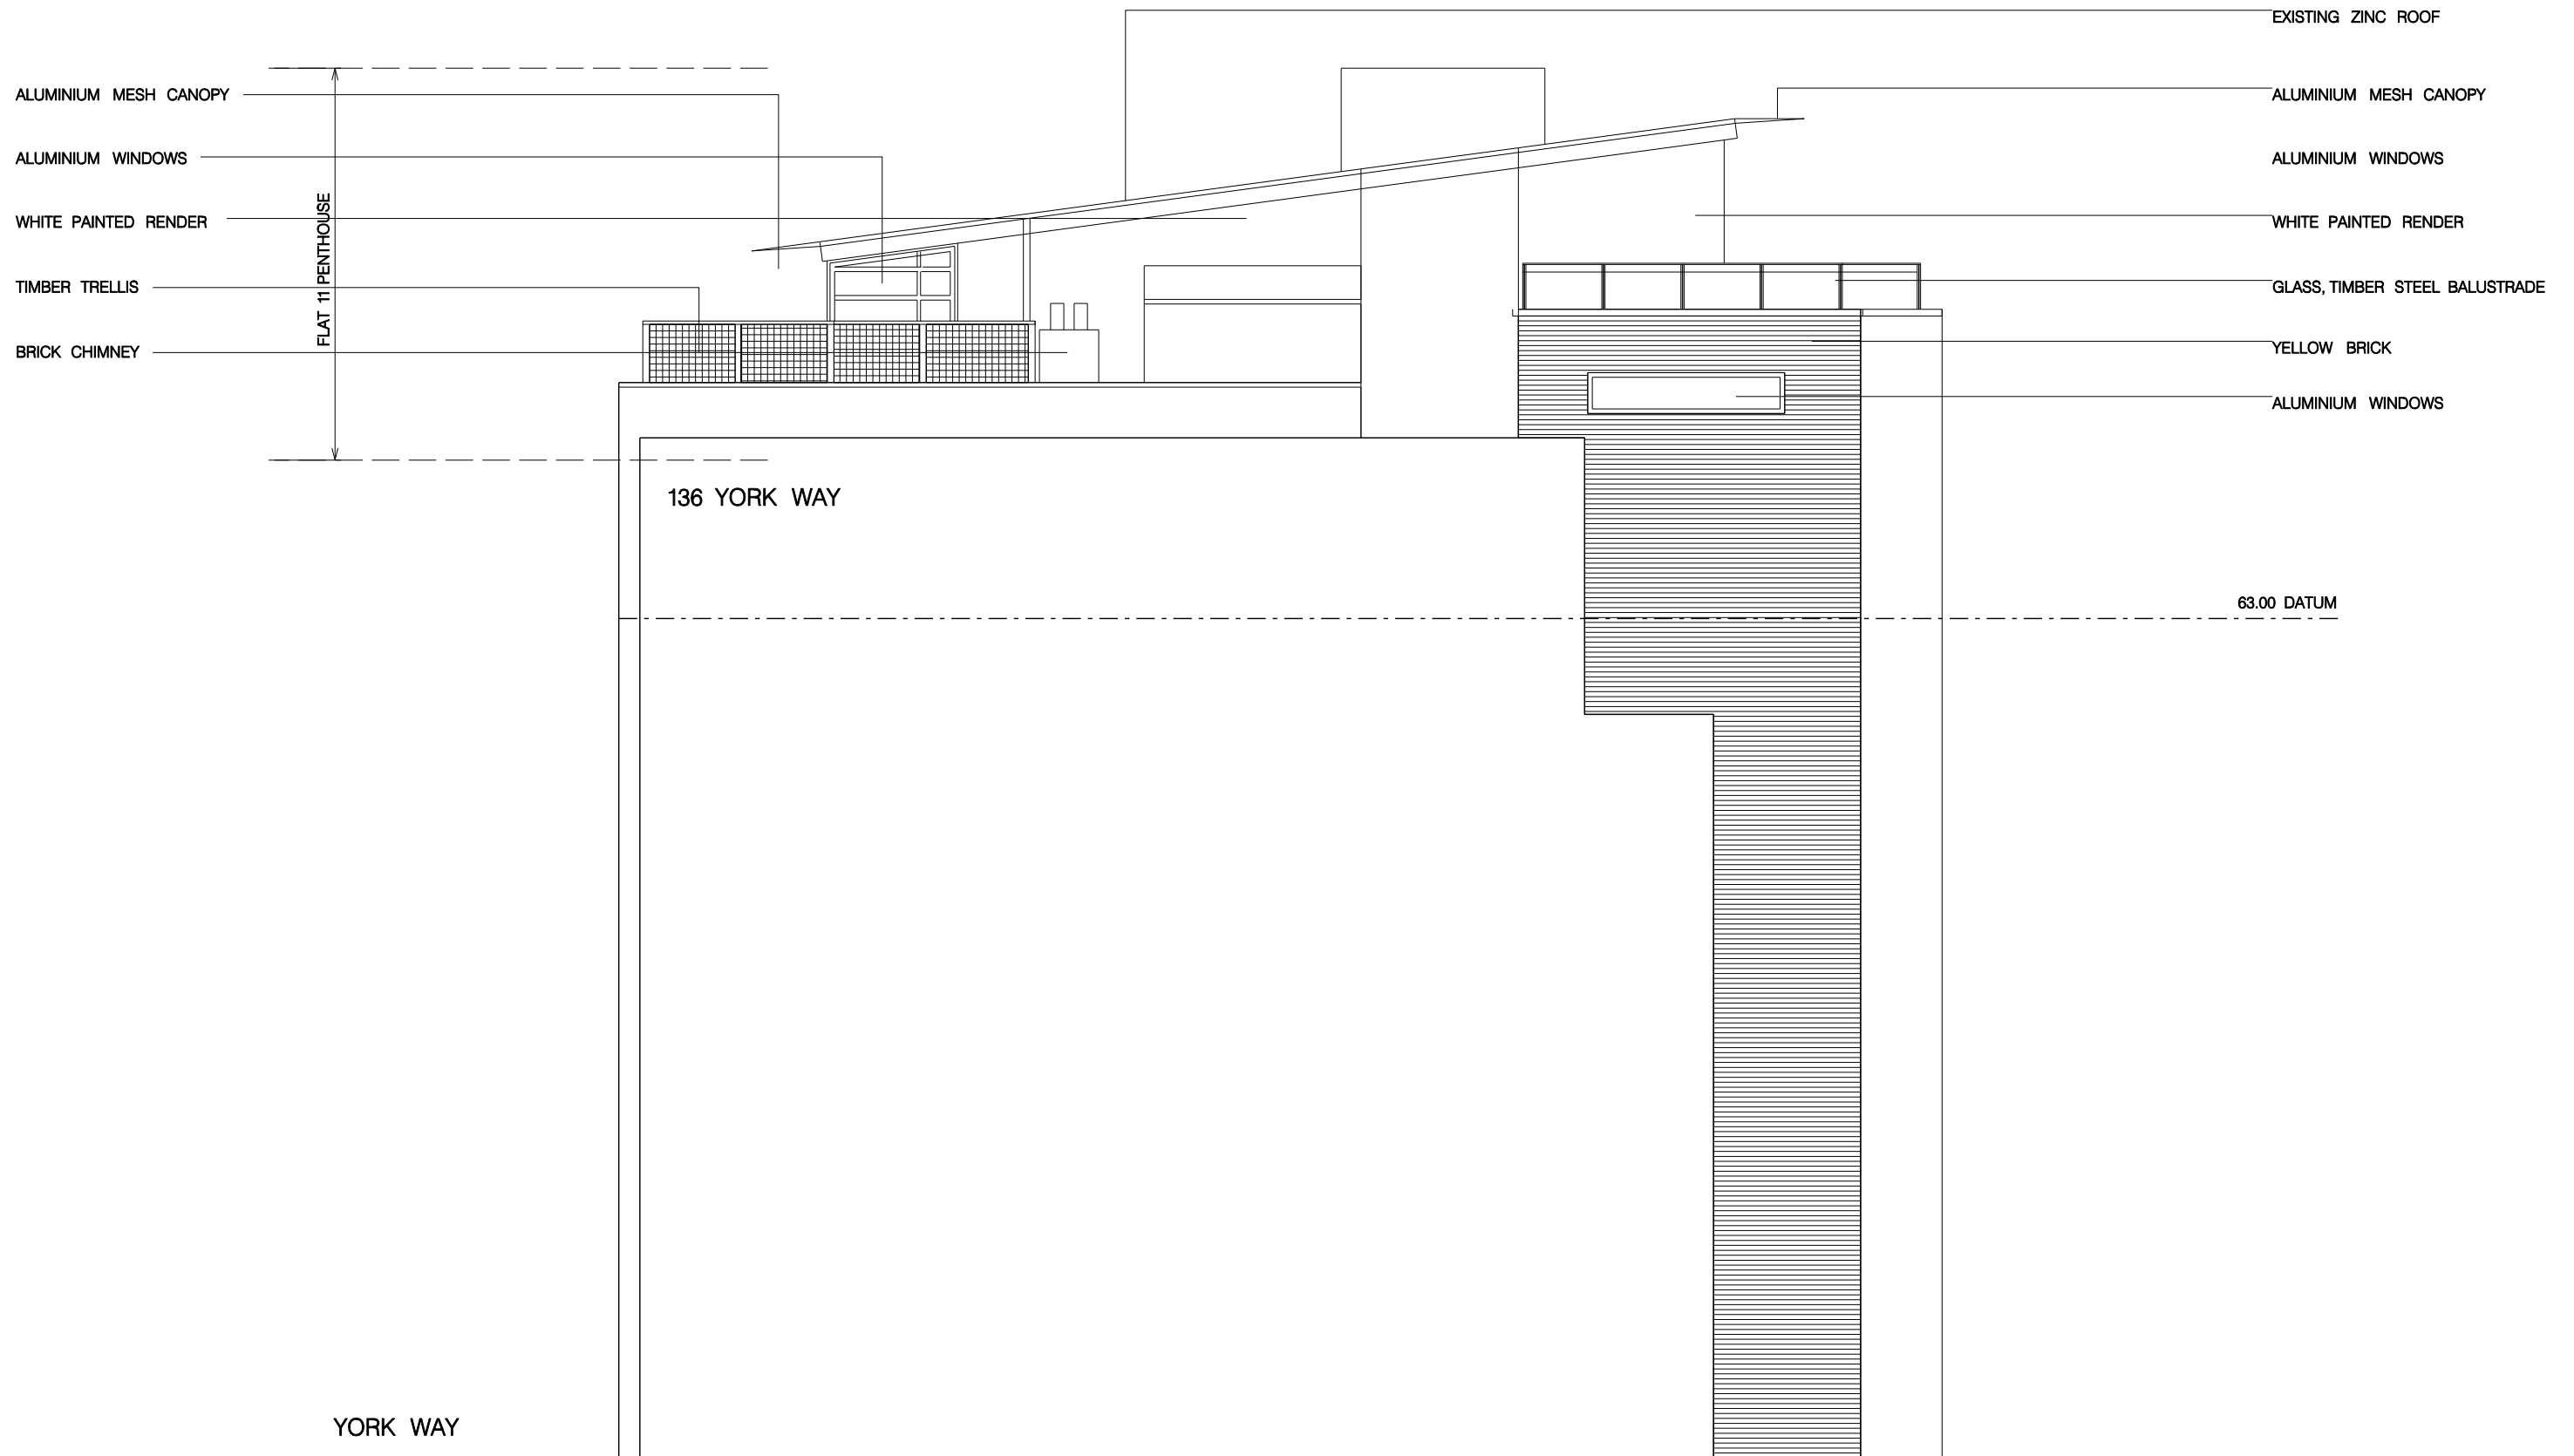 EXISTING ZINC ROOF
ALUMINIUM MESH CANOPY
ALUMINIUM WINDOWS
WHITE PAINTED RENDER
TIMBER TRELLIS
BRICK CHIMNEY
FLAT 11 PENTHOUSE
ALUMINIUM MESH CANOPY
ALUMINIUM WINDOWS
WHITE PAINTED RENDER
GLASS, TIMBER STEEL BALUSTRADE
YELLOW BRICK
ALUMINIUM WINDOWS
136 YORK WAY
63.00 DATUM
YORK WAY